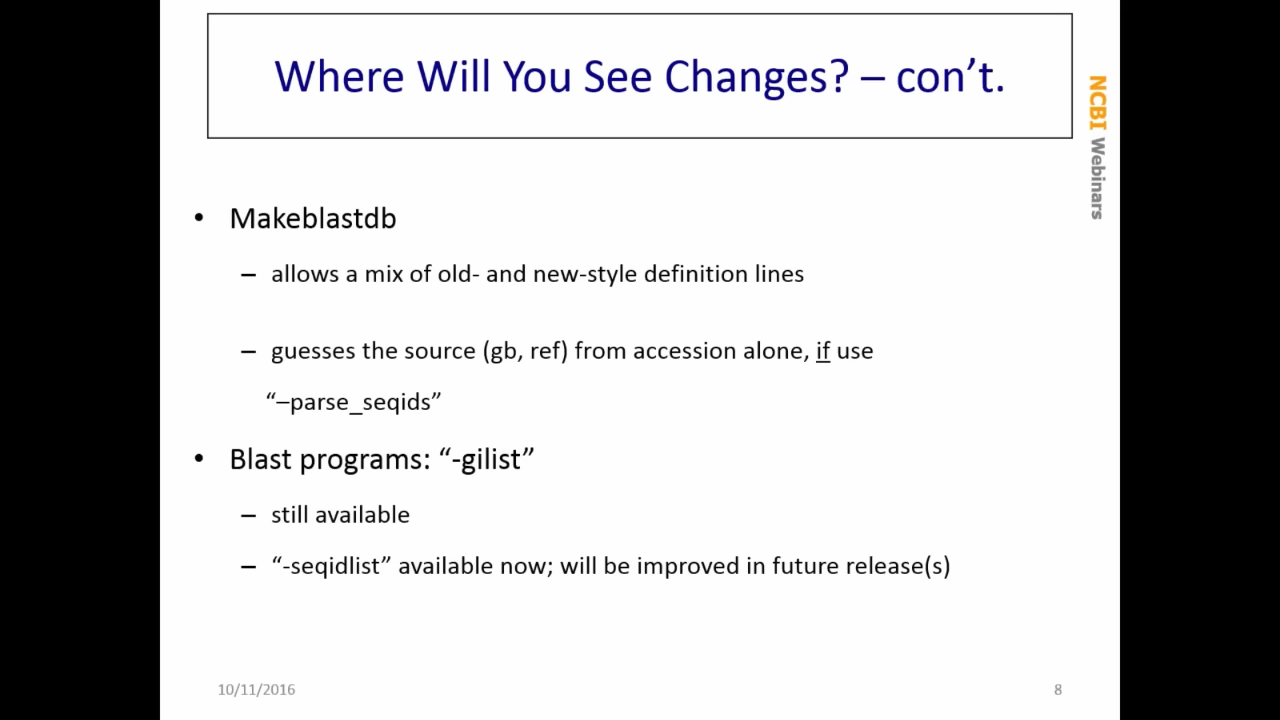 Where Will You See Changes? – con’t.
NCBI Webinars
• Makeblastdb
– allows a mix of old- and new-style definition lines
– guesses the source (gb, ref) from accession alone, if use
“–parse_seqids”
• Blast programs: “-gilist”
– still available
– “-seqidlist” available now; will be improved in future release(s)
10/11/2016
8